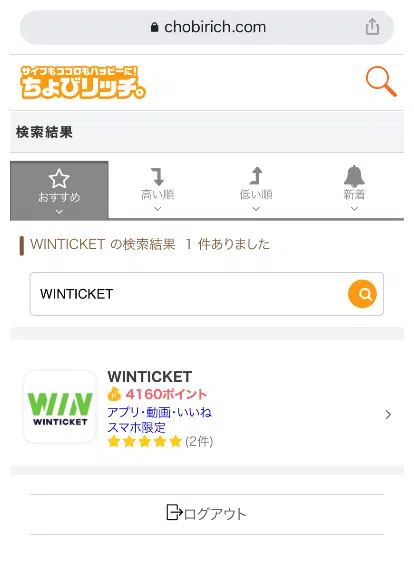 chobirich.com
サイフもココロもハッピーに!
ちょびリッチ。
検索結果
おすすめ
高い順
低い順
新着
WINTICKET の検索結果 1 件ありました
WINTICKET
WIN
WINTICKET
WINTICKET
4160ポイント
アプリ・動画・いいね
スマホ限定
(2件)
ログアウト